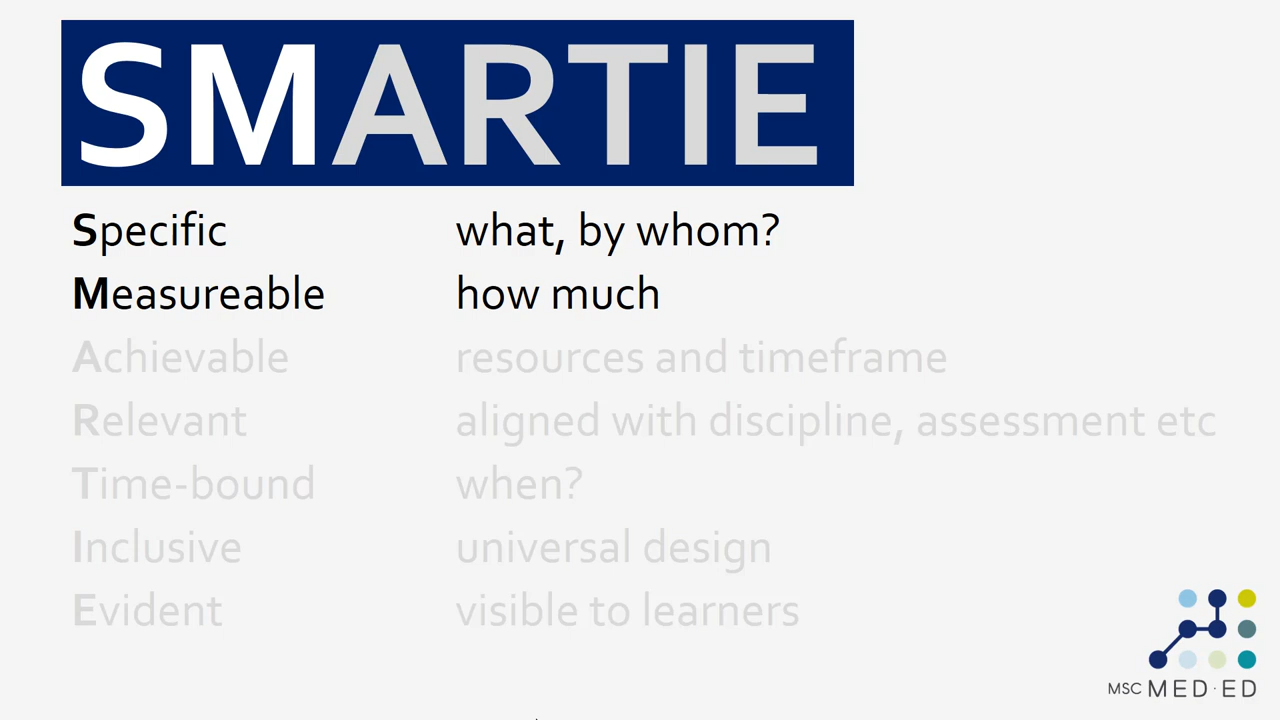 SMARTIE
Specific what, by whom?
Measureable how much
Achievable resources and timeframe
Relevant aligned with discipline, assessment etc
Time-bound when?
Inclusive universal design
Evident visible to learners
MSC MED·ED